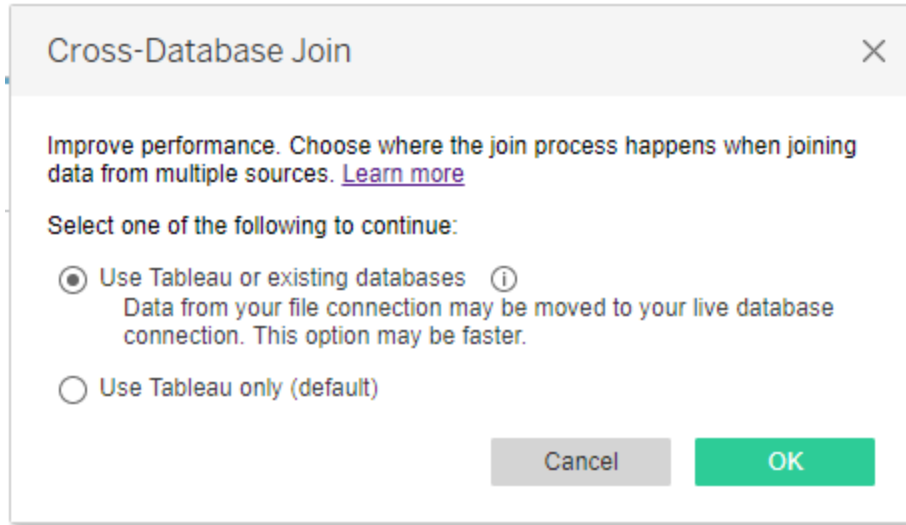 Cross-Database Join
Improve performance. Choose where the join process happens when joining
data from multiple sources. Learn more
Select one of the following to continue:
Use Tableau or existing databases
Data from your file connection may be moved to your live database
connection. This option may be faster.
Use Tableau only (default)
Cancel
OK